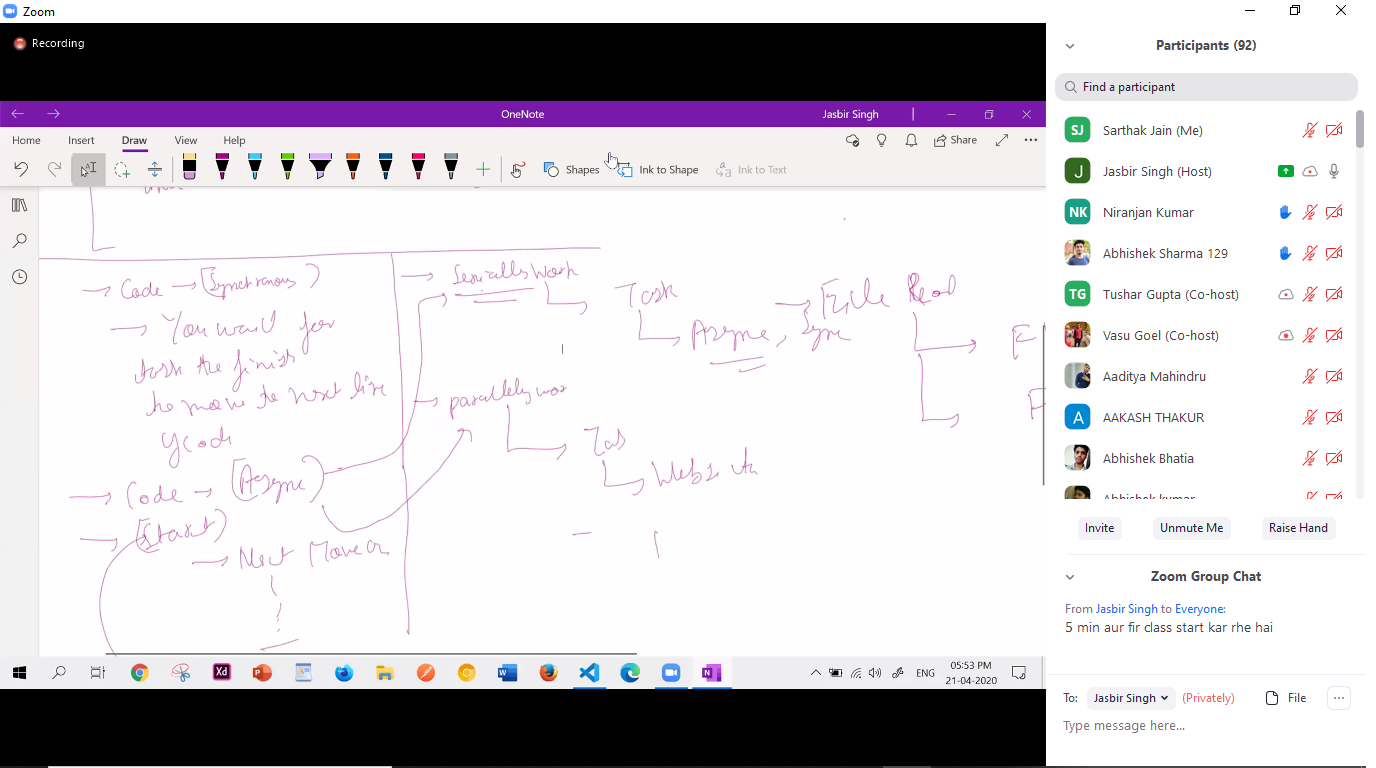 Zoom
Recording
OneNote
Jasbir Singh
Home Insert Draw View Help
Share
Shapes
Ink to Shape
Ink to Text
Code → (Synchronous)
You wait for
task the finish
he move to next line
Code
Code → (Async)
(Start)
Next Move on
Serially Work
Task
Async, Sync
File Read
F
parallely wor
Tas
F
ENG
05:53 PM
21-04-2020
Xd
Participants (92)
Find a participant
SJ Sarthak Jain (Me)
J Jasbir Singh (Host)
NK Niranjan Kumar
Abhishek Sharma 129
TG Tushar Gupta (Co-host)
Vasu Goel (Co-host)
Aaditya Mahindru
A AAKASH THAKUR
Abhishek Bhatia
Abhishek kumar
Invite Unmute Me Raise Hand
Zoom Group Chat
From Jasbir Singh to Everyone:
5 min aur fir class start kar rhe hai
To: Jasbir Singh (Privately) File
Type message here...